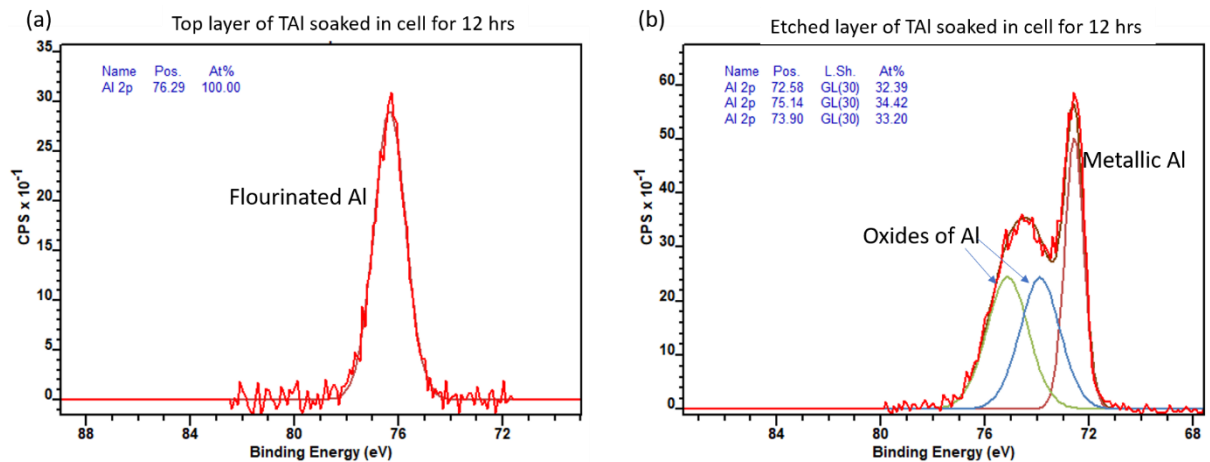 (a)
Top layer of TAl soaked in cell for 12 hrs
Name Pos. At%
Al 2p 76.29 100.00
Flourinated Al
CPS x 10-1
35
30
25
20
15
10
5
0
88 84 80 76 72
Binding Energy (eV)
(b)
Etched layer of TAl soaked in cell for 12 hrs
Name Pos. L.Sh. At%
Al 2p 72.58 GL(30) 32.39
Al 2p 75.14 GL(30) 34.42
Al 2p 73.90 GL(30) 33.20
Metallic Al
Oxides of Al
CPS x 10-1
60
50
40
30
20
10
0
84 80 76 72 68
Binding Energy (eV)